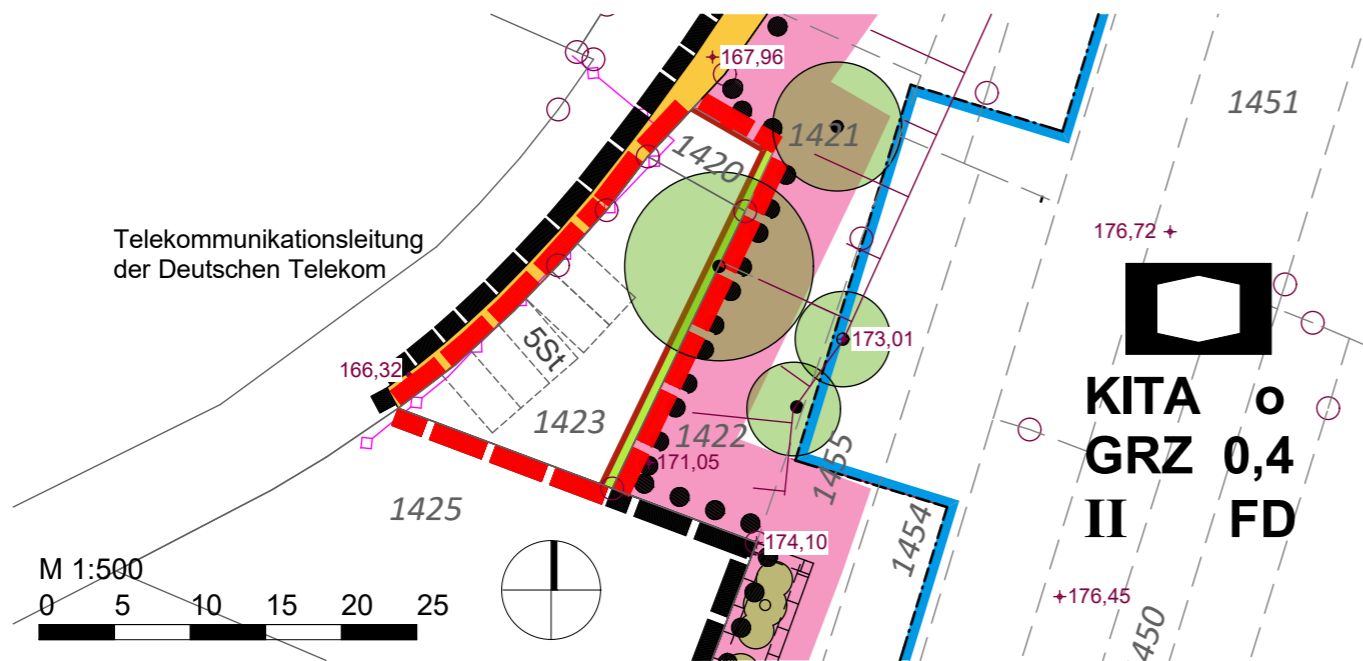 167,96
1451
1420
1421
176,72
Telekommunikationsleitung
der Deutschen Telekom
173,01
5St
166,32
KITA o
1423
1422
1455
GRZ 0,4
171,05
1425
1454
II FD
174,10
M 1:500
0 5 10 15 20 25
176,45
450